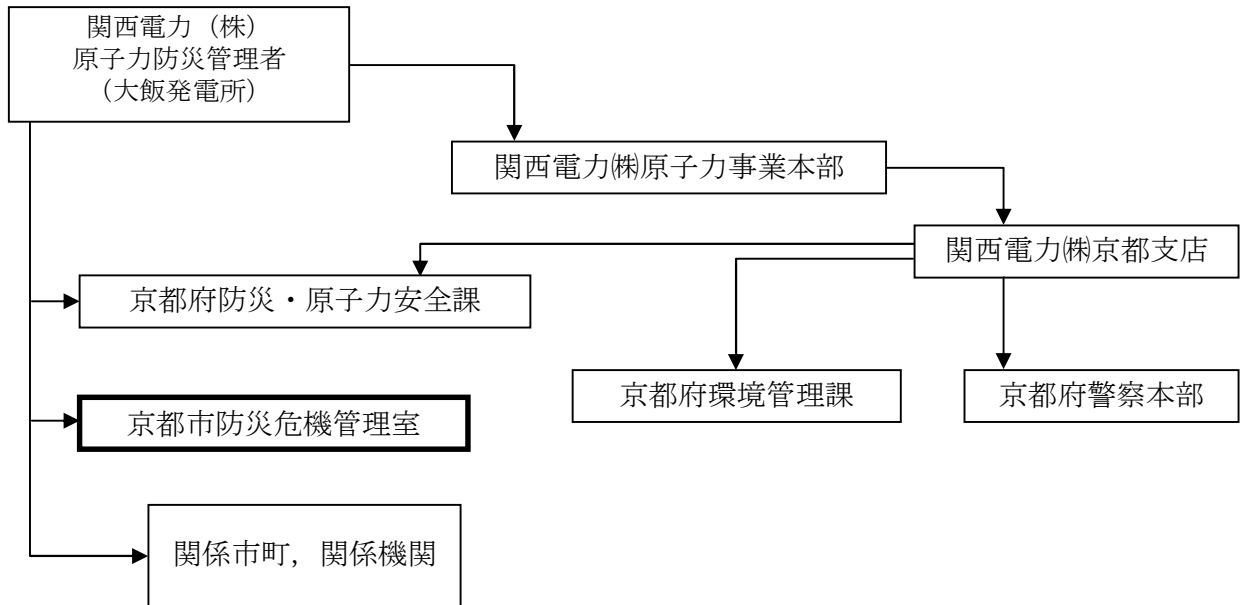 関西電力（株）
原子力防災管理者
（大飯発電所）
関西電力㈱原子力事業本部
関西電力㈱京都支店
京都府防災・原子力安全課
京都府環境管理課
京都府警察本部
京都市防災危機管理室
関係市町，関係機関